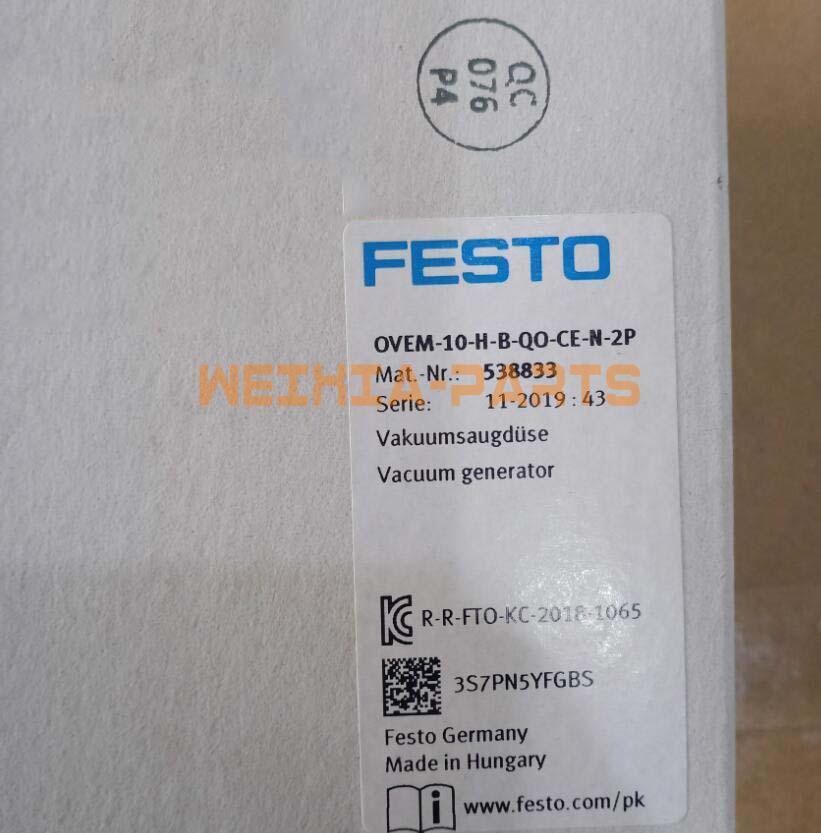 QC
076
P4
FESTO
OVEM-10-H-B-QO-CE-N-2P
Mat.-Nr.: 538833
WEIXIA-PARTS
Serie: 11-2019 : 43
Vakuumsaugdüse
Vacuum generator
R-R-FTO-KC-2018-1065
3S7PN5YFGBS
Festo Germany
Made in Hungary
i www.festo.com/pk